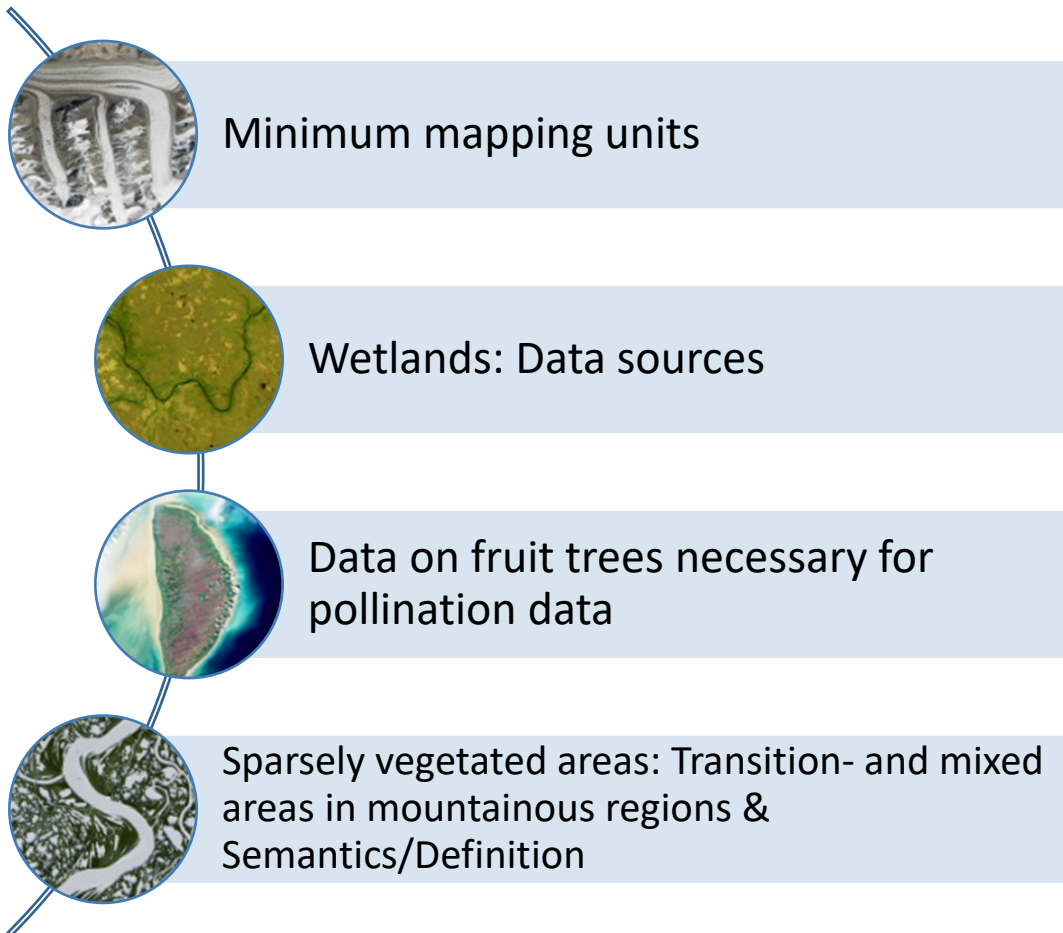 Minimum mapping units
Wetlands: Data sources
Data on fruit trees necessary for
pollination data
Sparsely vegetated areas: Transition- and mixed
areas in mountainous regions &
Semantics/Definition